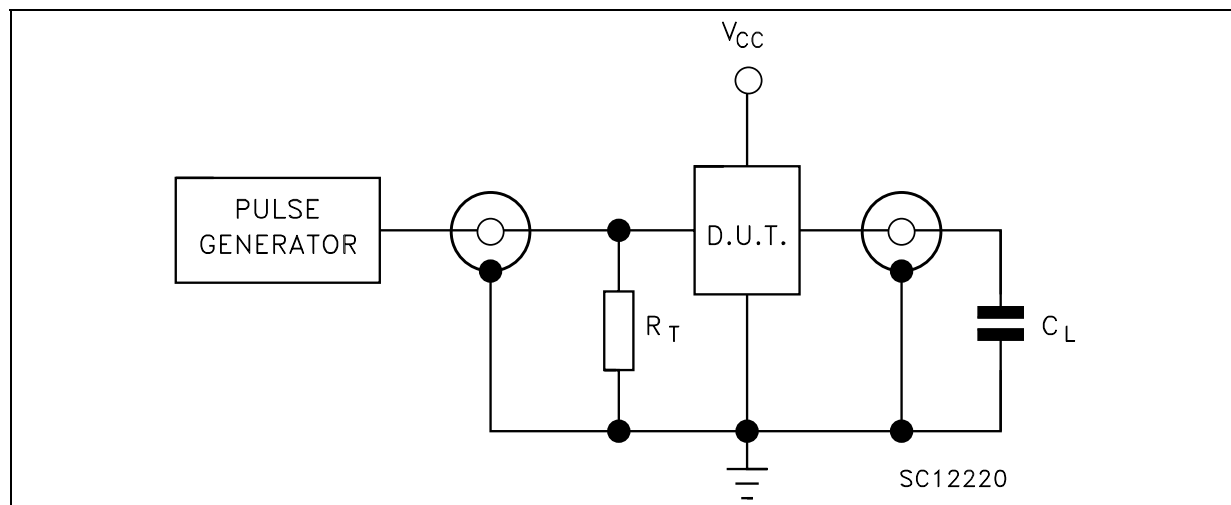 VCC
PULSE
GENERATOR
D.U.T.
RT
CL
SC12220